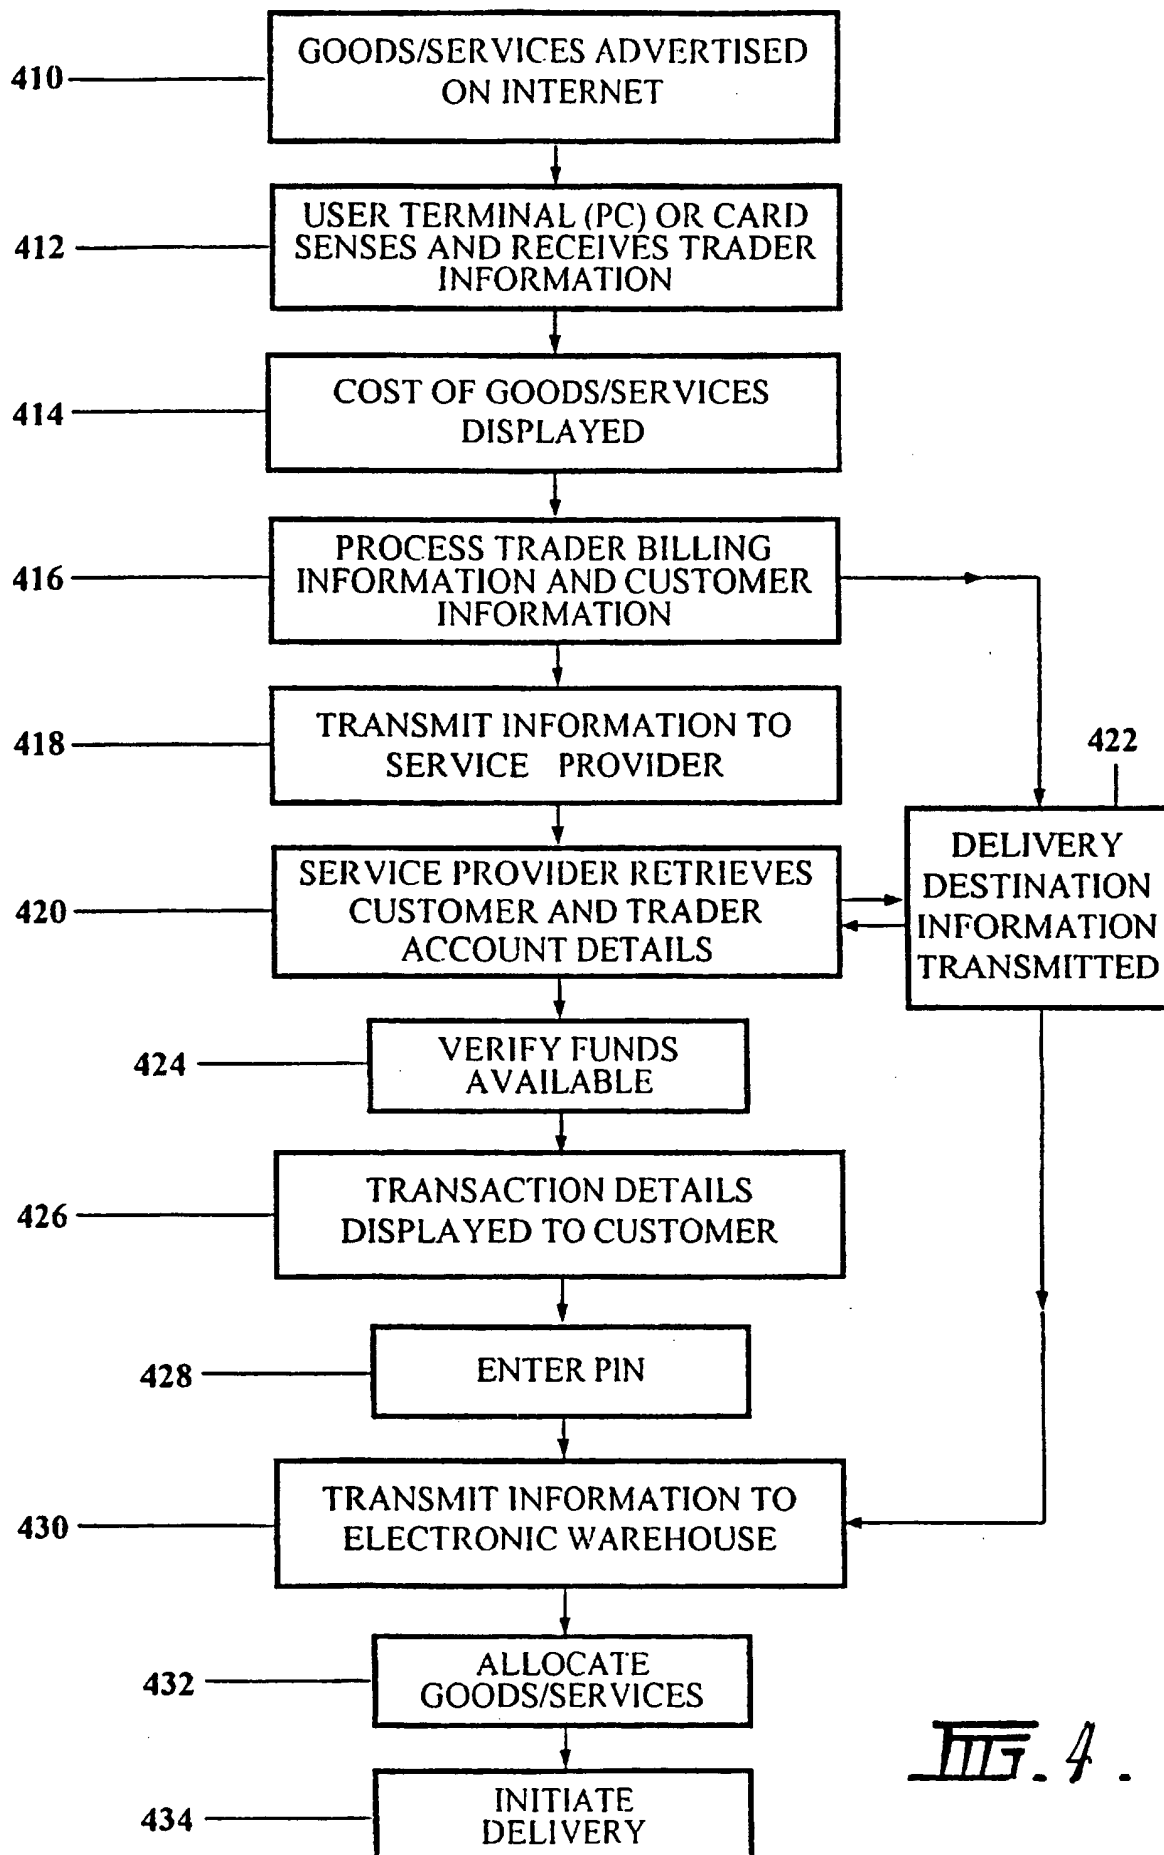 410
GOODS/SERVICES ADVERTISED
ON INTERNET
412
USER TERMINAL (PC) OR CARD
SENSES AND RECEIVES TRADER
INFORMATION
414
COST OF GOODS/SERVICES
DISPLAYED
416
PROCESS TRADER BILLING
INFORMATION AND CUSTOMER
INFORMATION
418
TRANSMIT INFORMATION TO
SERVICE PROVIDER
422
DELIVERY
DESTINATION
INFORMATION
TRANSMITTED
420
SERVICE PROVIDER RETRIEVES
CUSTOMER AND TRADER
ACCOUNT DETAILS
424
VERIFY FUNDS
AVAILABLE
426
TRANSACTION DETAILS
DISPLAYED TO CUSTOMER
428
ENTER PIN
430
TRANSMIT INFORMATION TO
ELECTRONIC WAREHOUSE
432
ALLOCATE
GOODS/SERVICES
434
INITIATE
DELIVERY
FIG. 4.